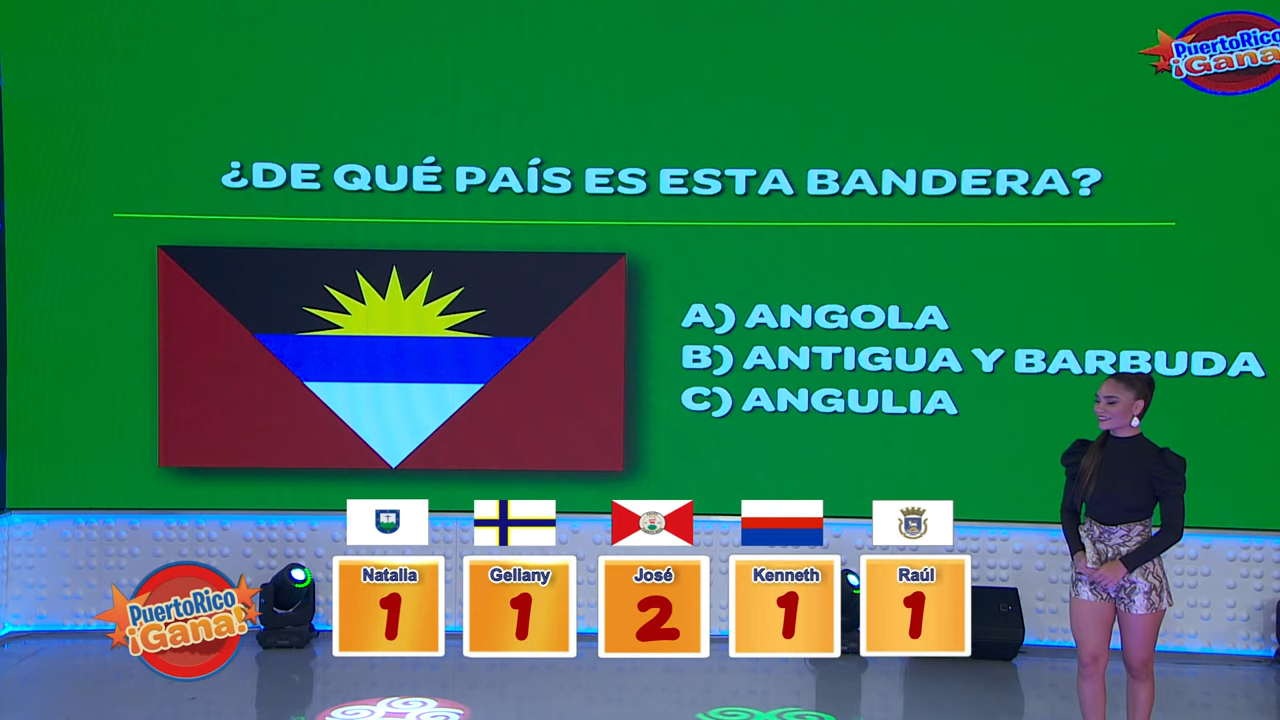 PuertoRico
¡Gana
¿DE QUÉ PAÍS ES ESTA BANDERA?
A) ANGOLA
B) ANTIGUA Y BARBUDA
C) ANGULIA
Natalia
Gellany
José
Kenneth
Raúl
1
1
2
1
1
PuertoRico
¡Gana!